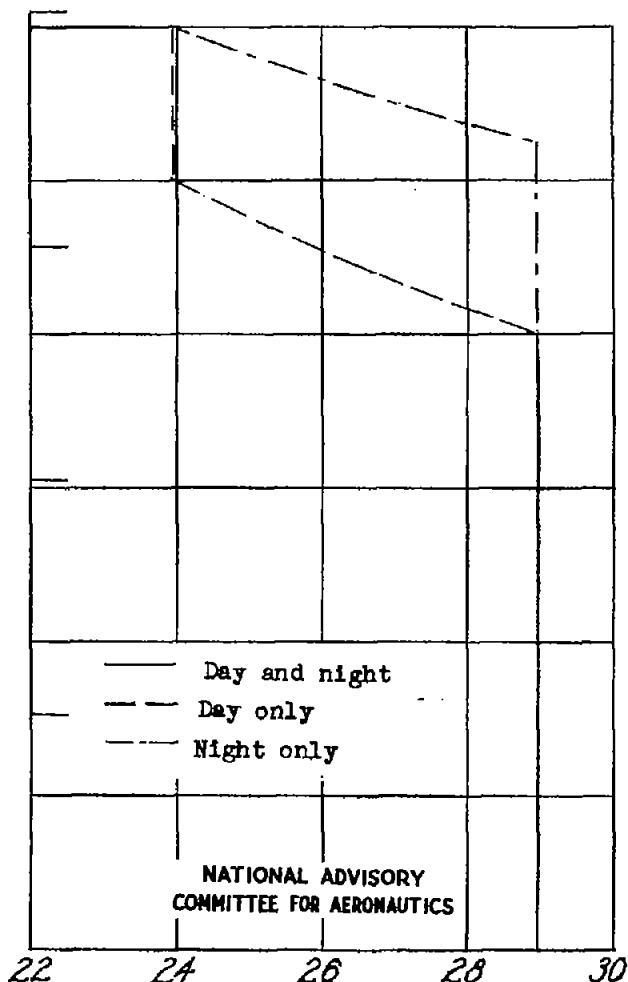 Day and night
Day only
Night only
NATIONAL ADVISORY
COMMITTEE FOR AERONAUTICS
22 24 26 28 30